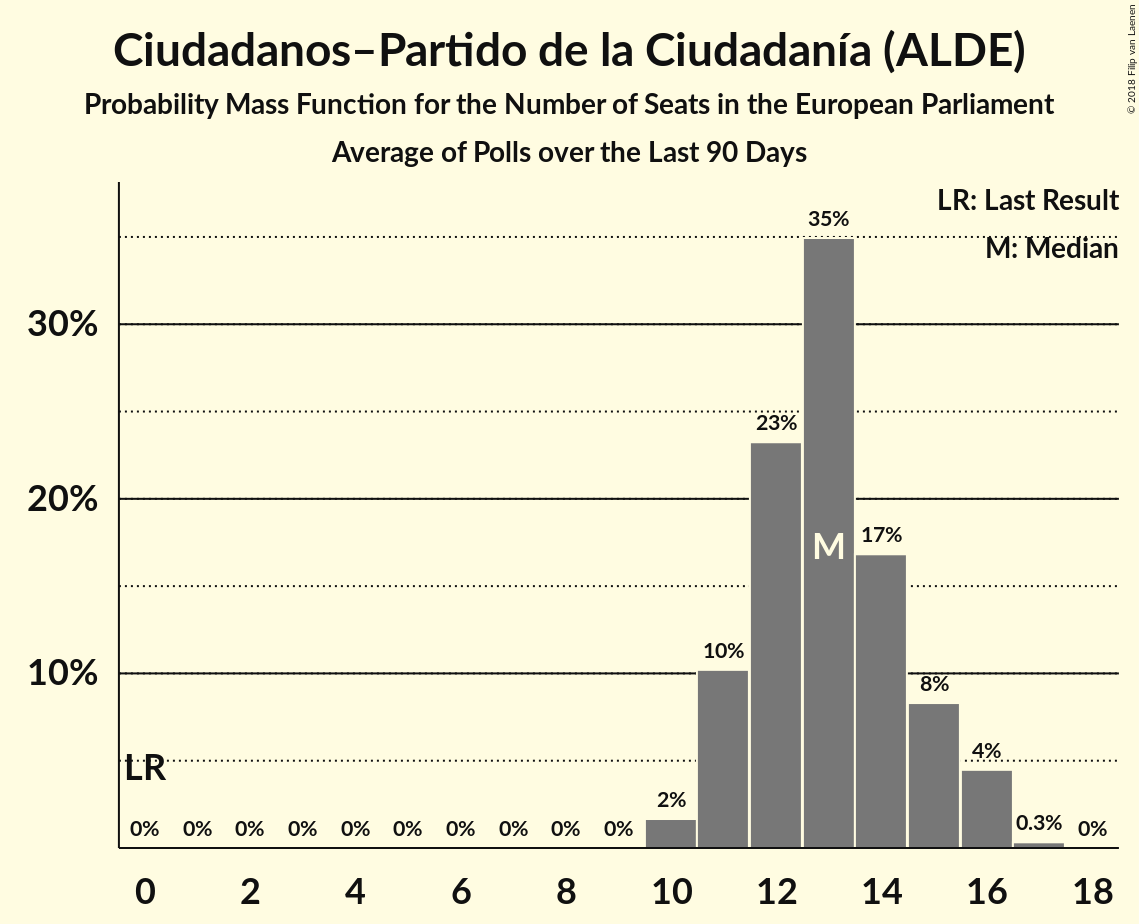 Ciudadanos–Partido de la Ciudadanía (ALDE)
Probability Mass Function for the Number of Seats in the European Parliament
Average of Polls over the Last 90 Days
© 2018 Filip van Laenen
LR: Last Result
M: Median
35%
30%
23%
20%
M
17%
10%
10%
8%
4%
LR
2%
0% 0% 0% 0% 0% 0% 0% 0% 0% 0% 0.3% 0%
0 2 4 6 8 10 12 14 16 18